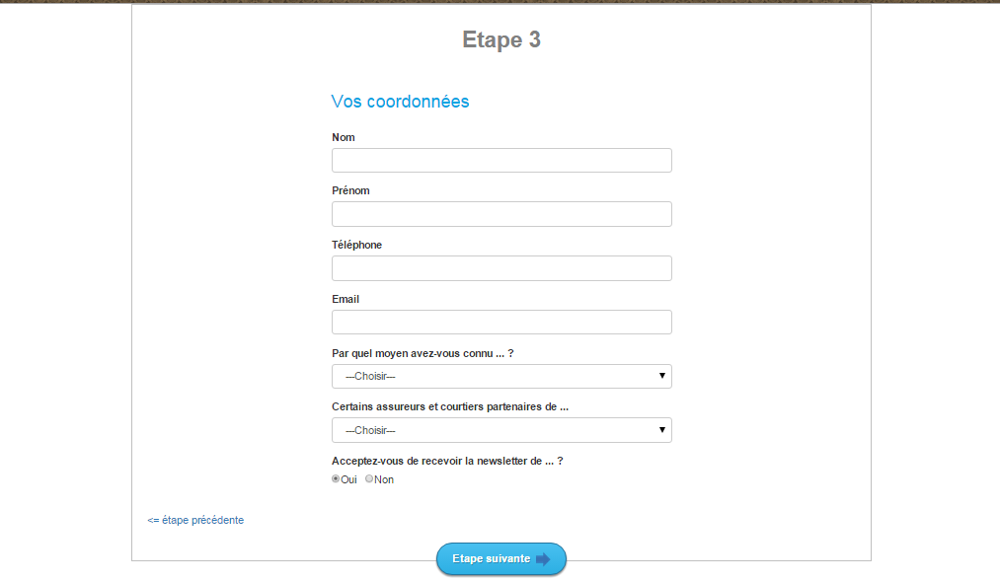 Etape 3
Vos coordonnées
Nom
Prénom
Téléphone
Email
Par quel moyen avez-vous connu ... ?
---Choisir---
Certains assureurs et courtiers partenaires de ...
---Choisir---
Acceptez-vous de recevoir la newsletter de ... ?
Oui Non
<= étape précédente
Etape suivante